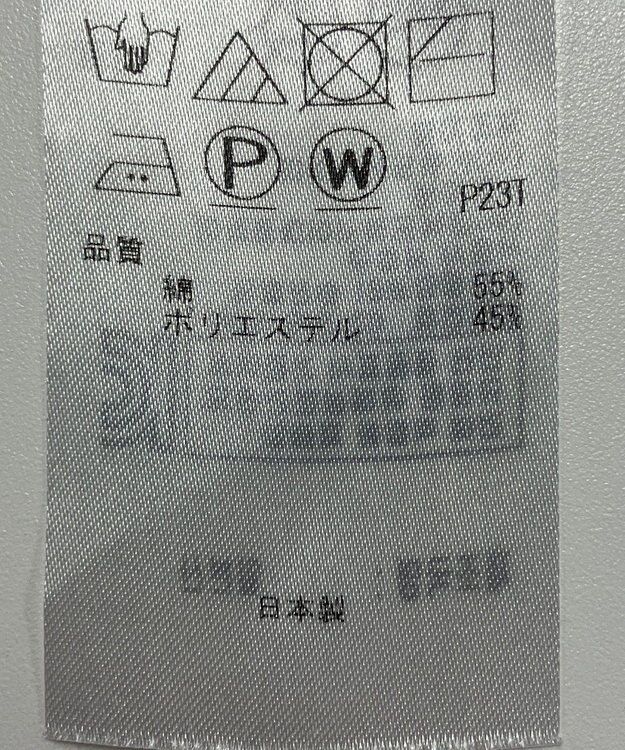 P W
P23T
品質
綿 55%
ポリエステル 45%
日本製